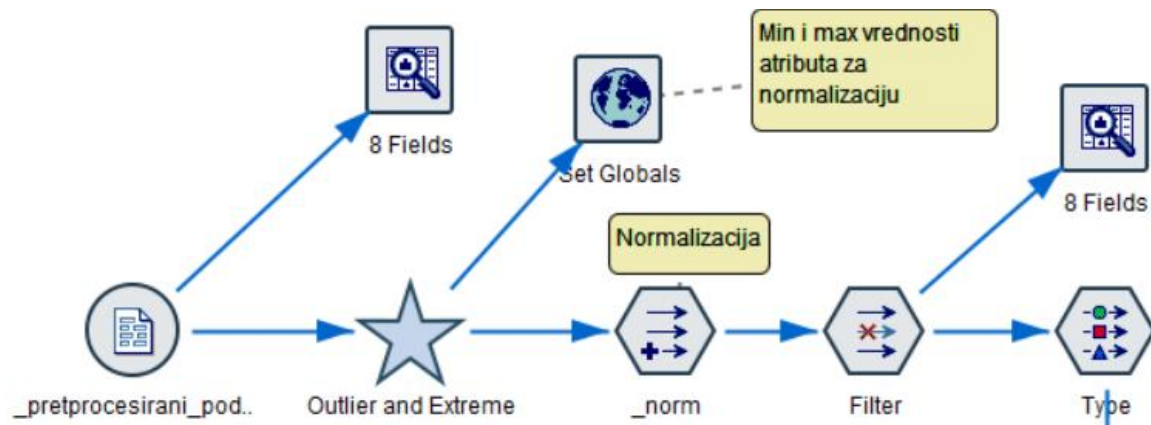 Min i max vrednosti
atributa za
normalizaciju
8 Fields
Set Globals
8 Fields
Normalizacija
_pretprocesirani_pod..
Outlier and Extreme
_norm
Filter
Type